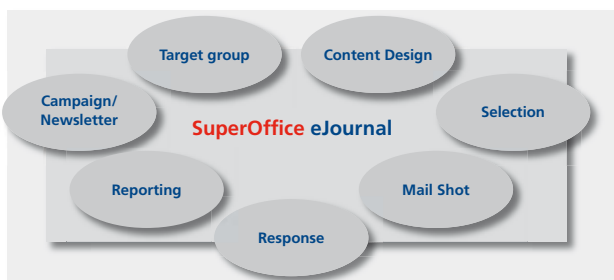 Target group
Content Design
Campaign/
Newsletter
Selection
SuperOffice eJournal
Reporting
Mail Shot
Response